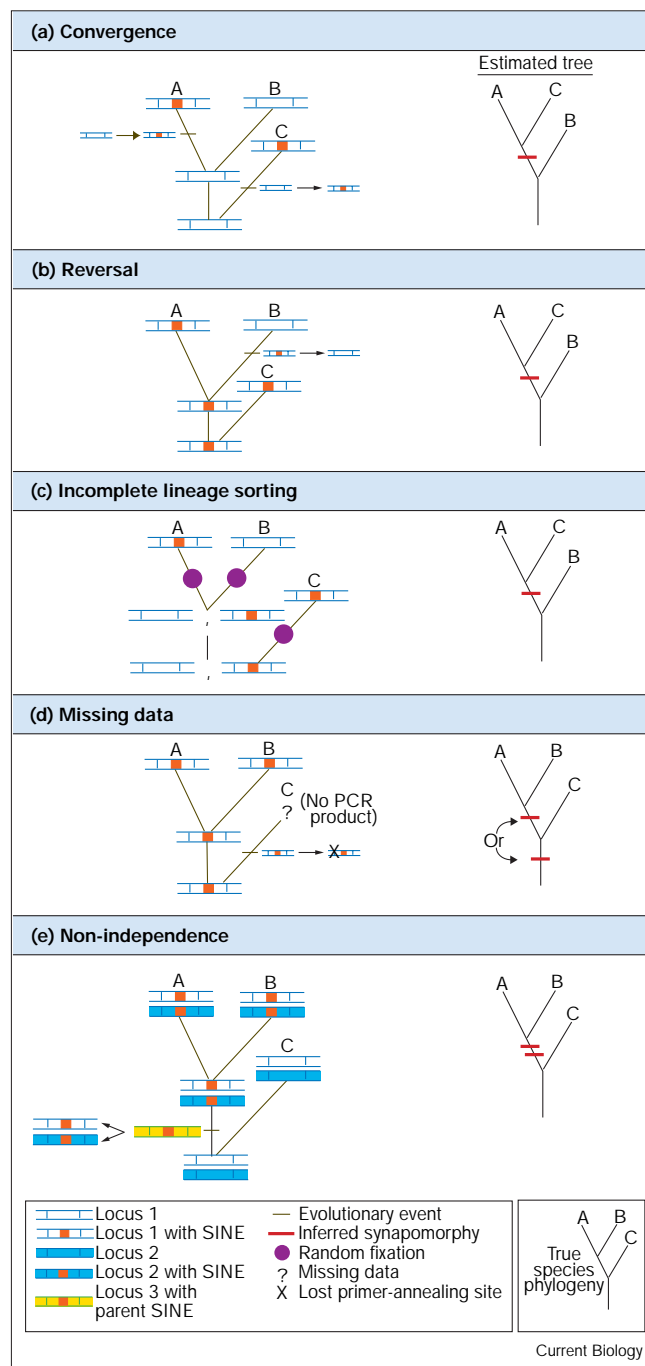 (a) Convergence
Estimated tree
A
B
C
A
C
B
(b) Reversal
A
B
C
A
C
B
(c) Incomplete lineage sorting
A
B
C
A
C
B
(d) Missing data
A
B
C
? (No PCR
product)
X
A
B
C
Or
(e) Non-independence
A
B
C
A
B
C
Locus 1
Locus 1 with SINE
Locus 2
Locus 2 with SINE
Locus 3 with
parent SINE
Evolutionary event
Inferred synapomorphy
Random fixation
? Missing data
X Lost primer-annealing site
A
B
C
True
species
phylogeny
Current Biology